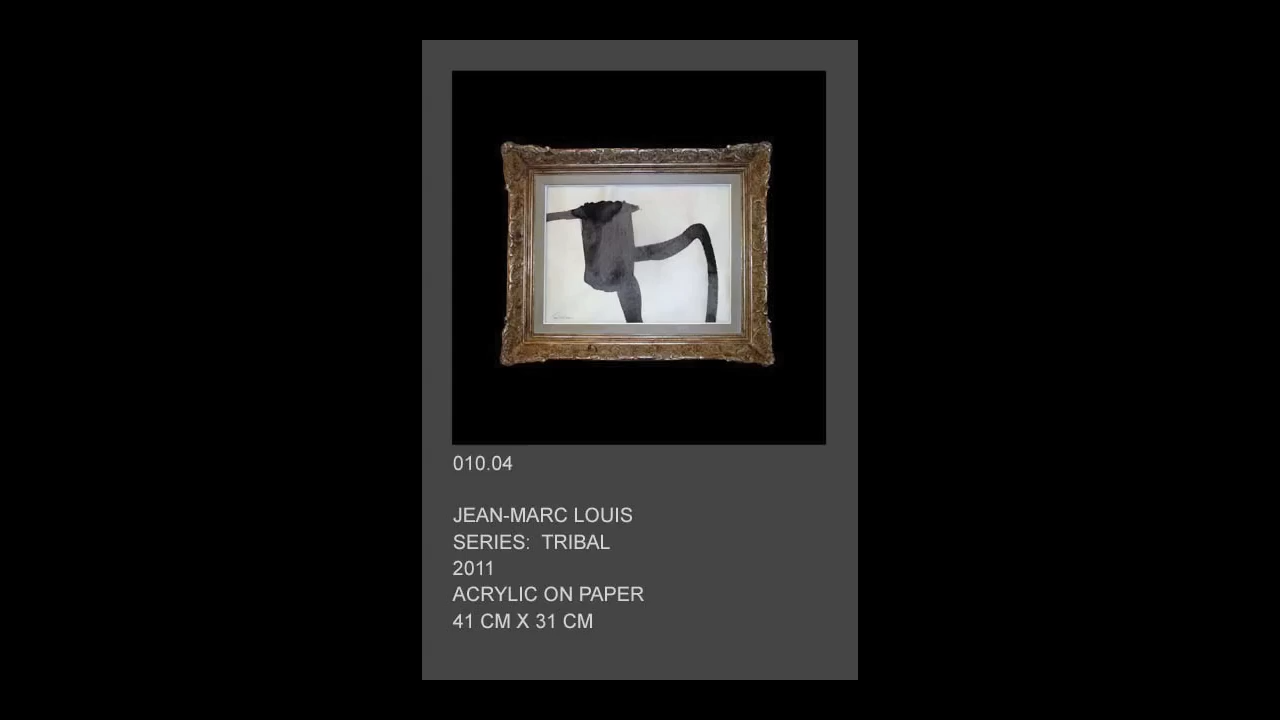 010.04
JEAN-MARC LOUIS
SERIES: TRIBAL
2011
ACRYLIC ON PAPER
41 CM X 31 CM